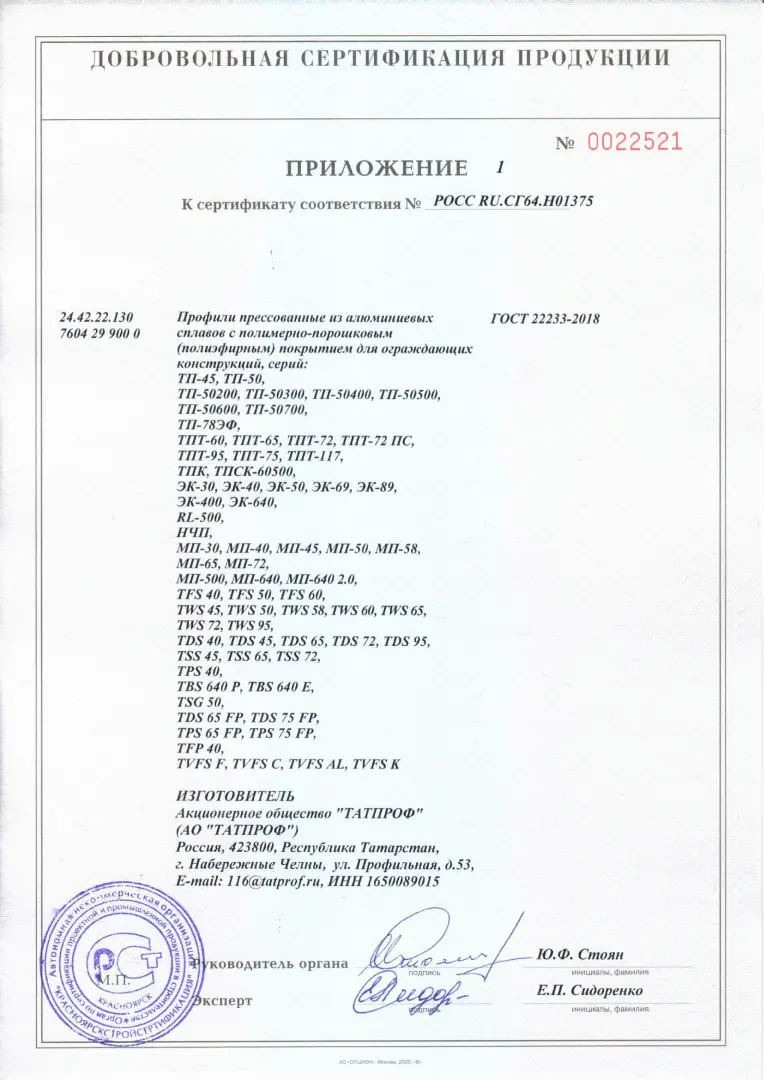 ДОБРОВОЛЬНАЯ СЕРТИФИКАЦИЯ ПРОДУКЦИИ
№ 0022521
ПРИЛОЖЕНИЕ 1
К сертификату соответствия № РОСС RU.СГ64.Н01375
24.42.22.130
7604 29 900 0
Профили прессованные из алюминиевых
сплавов с полимерно-порошковым
(полиэфирным) покрытием для ограждающих
конструкций, серий:
ТП-45, ТП-50,
ТП-50200, ТП-50300, ТП-50400, ТП-50500,
ТП-50600, ТП-50700,
ТП-78ЭФ,
ТПТ-60, ТПТ-65, ТПТ-72, ТПТ-72 ПС,
ТПТ-95, ТПТ-75, ТПТ-117,
ТПК, ТПСК-60500,
ЭК-30, ЭК-40, ЭК-50, ЭК-69, ЭК-89,
ЭК-400, ЭК-640,
RL-500,
НЧП,
МП-30, МП-40, МП-45, МП-50, МП-58,
МП-65, МП-72,
МП-500, МП-640, МП-640 2.0,
TFS 40, TFS 50, TFS 60,
TWS 45, TWS 50, TWS 58, TWS 60, TWS 65,
TWS 72, TWS 95,
TDS 40, TDS 45, TDS 65, TDS 72, TDS 95,
TSS 45, TSS 65, TSS 72,
TPS 40,
TBS 640 P, TBS 640 E,
TSG 50,
TDS 65 FP, TDS 75 FP,
TPS 65 FP, TPS 75 FP,
TFP 40,
TVFS F, TVFS C, TVFS AL, TVFS K
ГОСТ 22233-2018
ИЗГОТОВИТЕЛЬ
Акционерное общество "ТАТПРОФ"
(АО "ТАТПРОФ")
Россия, 423800, Республика Татарстан,
г. Набережные Челны, ул. Профильная, д.53,
E-mail: 116@tatprof.ru, ИНН 1650089015
Автономная некоммерческая организация
"КРАСНОЯРСКСТРОЙСЕРТИФИКАЦИЯ"
Орган по сертификации проектной и промышленной продукции в строительстве
КРАСНОЯРСК
М.П.
Руководитель органа
подпись
Ю.Ф. Стоян
инициалы, фамилия
Эксперт
подпись
Е.П. Сидоренко
инициалы, фамилия
АО «ОПЦИОН», Москва, 2020, «В»